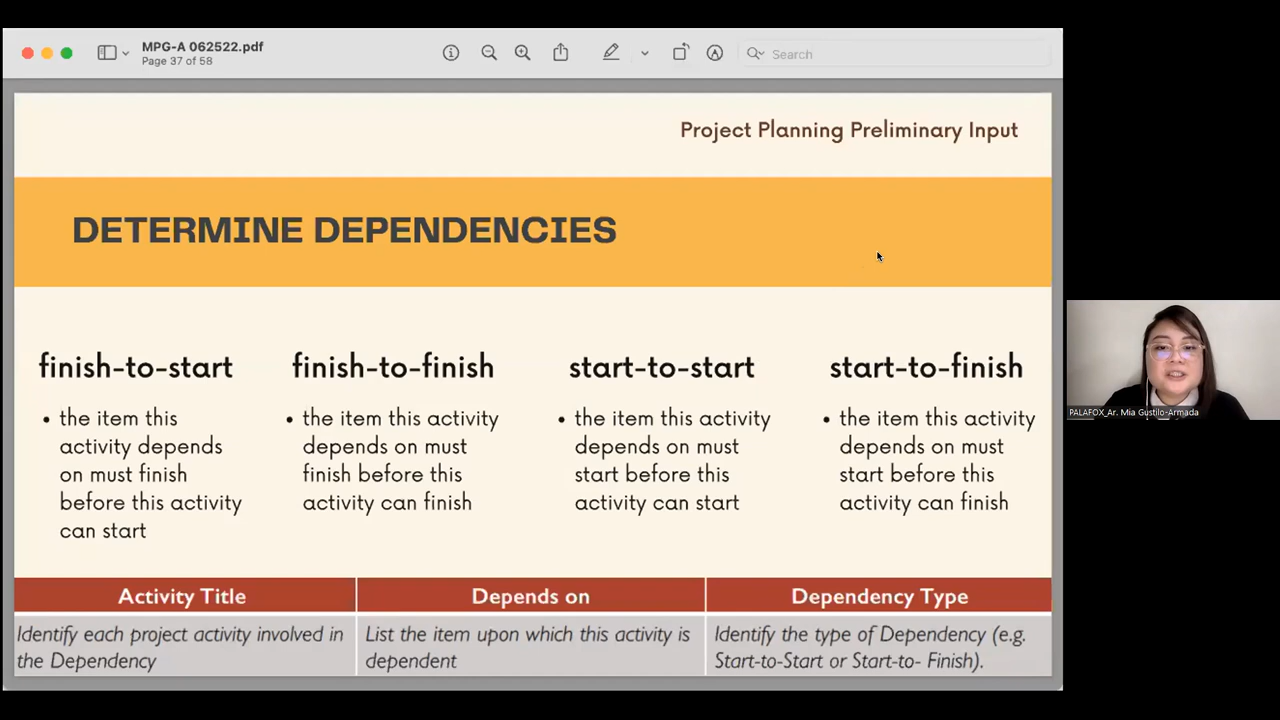 MPG-A 062522.pdf
Page 37 of 58
Search
Project Planning Preliminary Input
DETERMINE DEPENDENCIES
finish-to-start
• the item this
activity depends
on must finish
before this activity
can start
finish-to-finish
• the item this activity
depends on must
finish before this
activity can finish
start-to-start
• the item this activity
depends on must
start before this
activity can start
start-to-finish
• the item this activity
depends on must
start before this
activity can finish
Activity Title
Depends on
Dependency Type
Identify each project activity involved in
the Dependency
List the item upon which this activity is
dependent
Identify the type of Dependency (e.g.
Start-to-Start or Start-to- Finish).
PALAFOX_Ar. Mia Gustilo-Armada